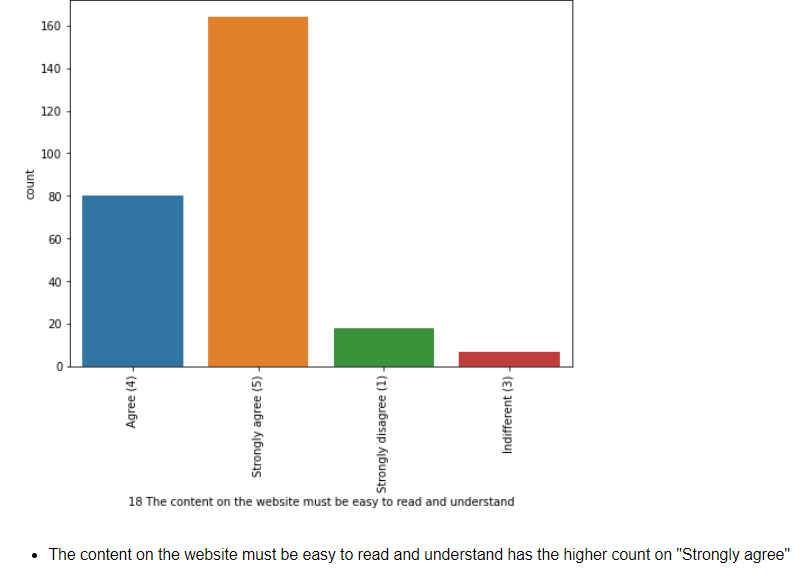 160
140
120
100
80
60
40
20
0
count
Agree (4)
Strongly agree (5)
Strongly disagree (1)
Indifferent (3)
18 The content on the website must be easy to read and understand
• The content on the website must be easy to read and understand has the higher count on "Strongly agree"